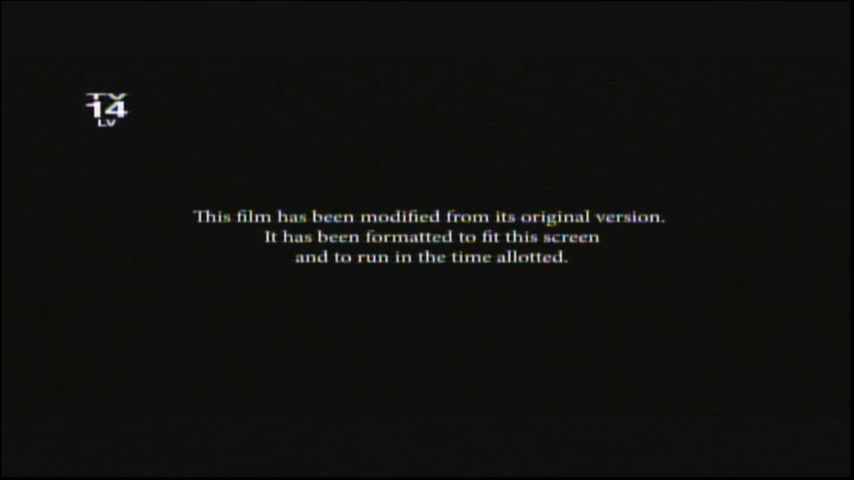 TV
14
LV
This film has been modified from its original version.
It has been formatted to fit this screen
and to run in the time allotted.